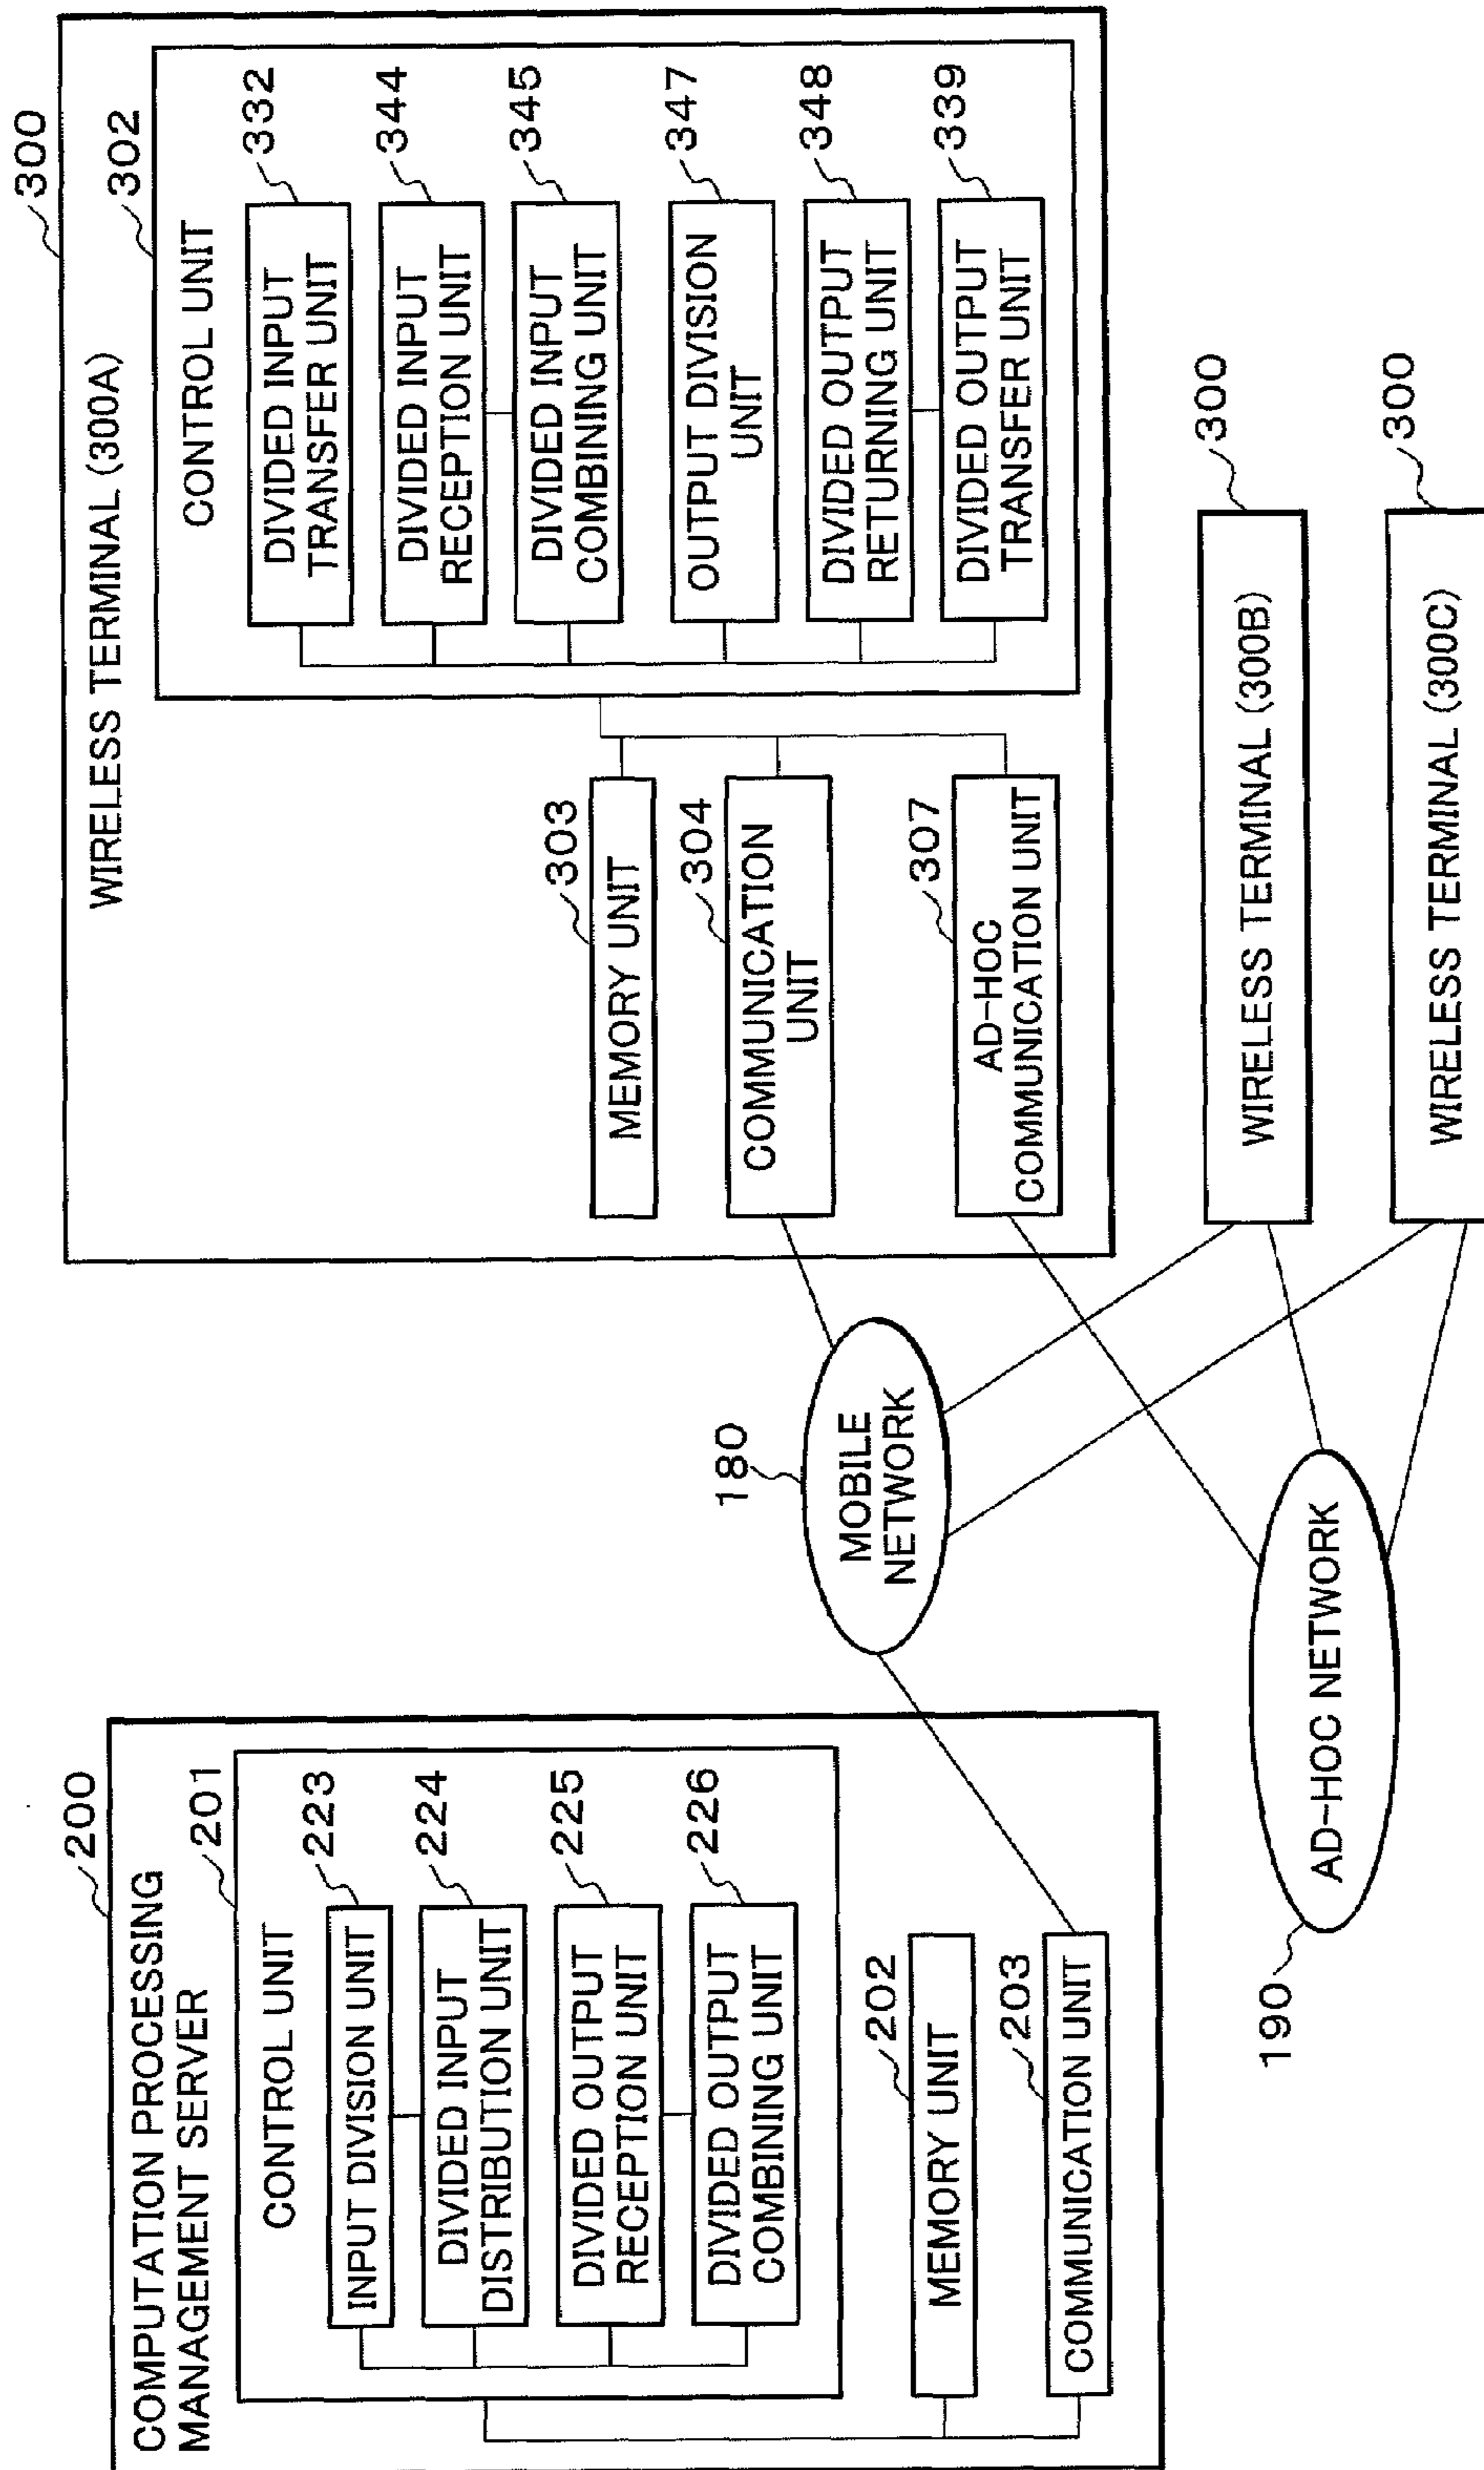 200
COMPUTATION PROCESSING
MANAGEMENT SERVER
201
CONTROL UNIT
223
INPUT DIVISION UNIT
224
DIVIDED INPUT
DISTRIBUTION UNIT
225
DIVIDED OUTPUT
RECEPTION UNIT
226
DIVIDED OUTPUT
COMBINING UNIT
202
MEMORY UNIT
203
COMMUNICATION UNIT
180
MOBILE
NETWORK
190
AD-HOC NETWORK
300
WIRELESS TERMINAL (300A)
302
CONTROL UNIT
332
DIVIDED INPUT
TRANSFER UNIT
344
DIVIDED INPUT
RECEPTION UNIT
345
DIVIDED INPUT
COMBINING UNIT
347
OUTPUT DIVISION
UNIT
348
DIVIDED OUTPUT
RETURNING UNIT
339
DIVIDED OUTPUT
TRANSFER UNIT
303
MEMORY UNIT
304
COMMUNICATION
UNIT
307
AD-HOC
COMMUNICATION UNIT
300
WIRELESS TERMINAL (300B)
300
WIRELESS TERMINAL (300C)